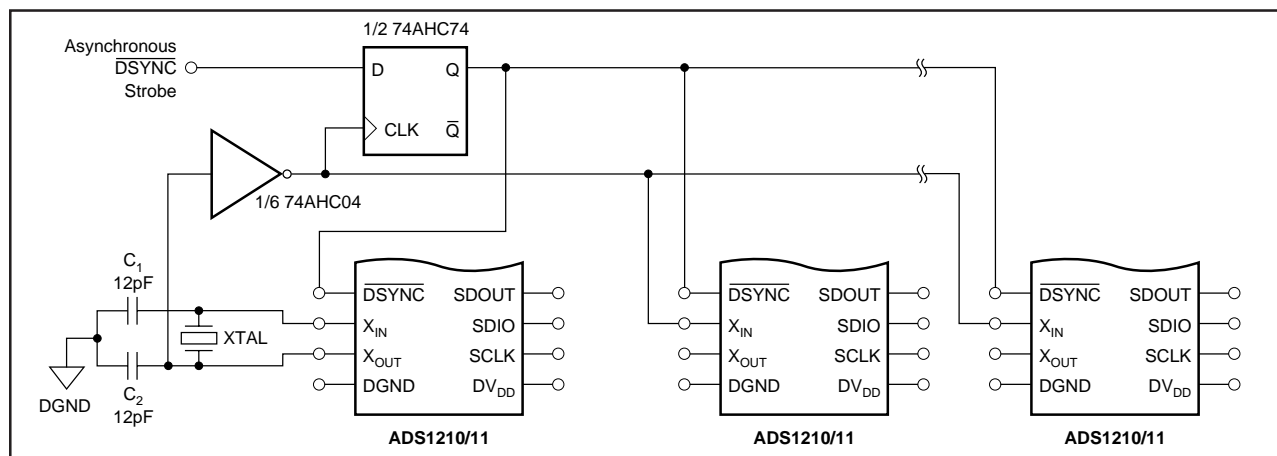 1/2 74AHC74
Asynchronous
DSYNC
Strobe
D Q
CLK Q
1/6 74AHC04
C1
12pF
XTAL
C2
12pF
DGND
DSYNC SDOUT
XIN SDIO
XOUT SCLK
DGND DVDD
ADS1210/11
DSYNC SDOUT
XIN SDIO
XOUT SCLK
DGND DVDD
ADS1210/11
DSYNC SDOUT
XIN SDIO
XOUT SCLK
DGND DVDD
ADS1210/11